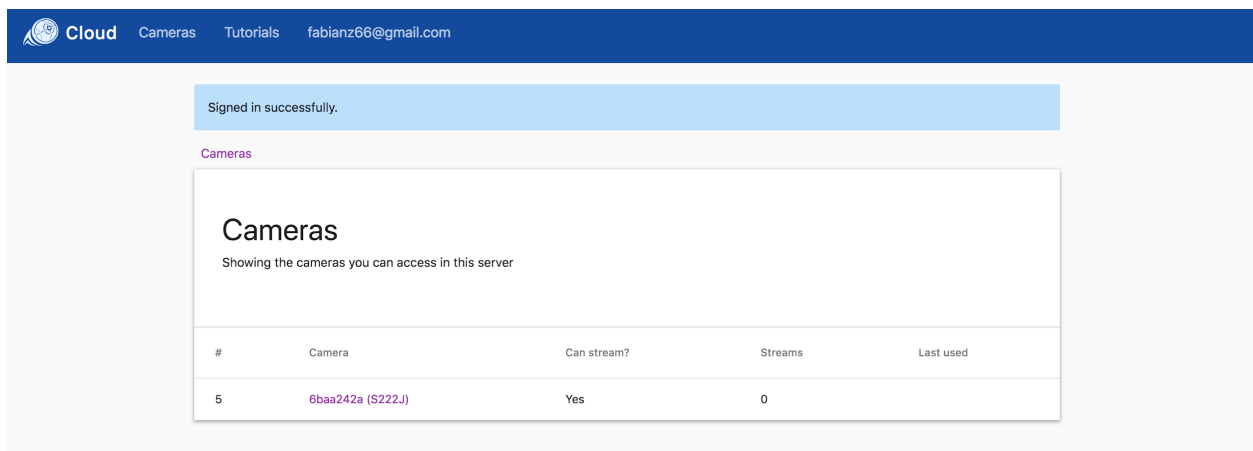 Cloud Cameras Tutorials fabianz66@gmail.com
Signed in successfully.
Cameras
Cameras
Showing the cameras you can access in this server
# Camera Can stream? Streams Last used
5 6baa242a (S222J) Yes 0